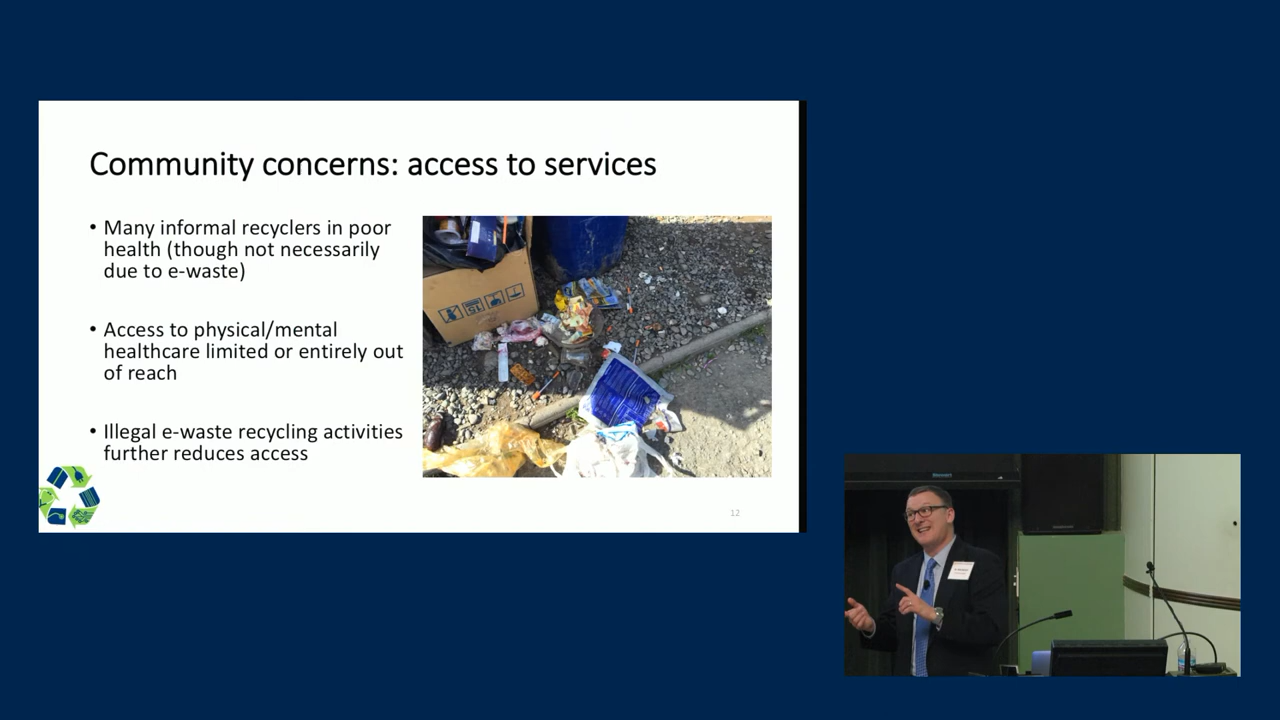 Community concerns: access to services
• Many informal recyclers in poor
health (though not necessarily
due to e-waste)
• Access to physical/mental
healthcare limited or entirely out
of reach
• Illegal e-waste recycling activities
further reduces access
12